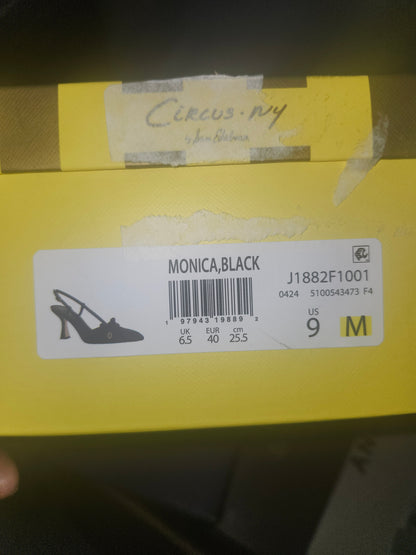 CIRCUS·NY
by Sam Edelman
MONICA,BLACK
J1882F1001
0424 5100543473 F4
1 97943 19889 2
UK EUR cm
6.5 40 25.5
US
9 M